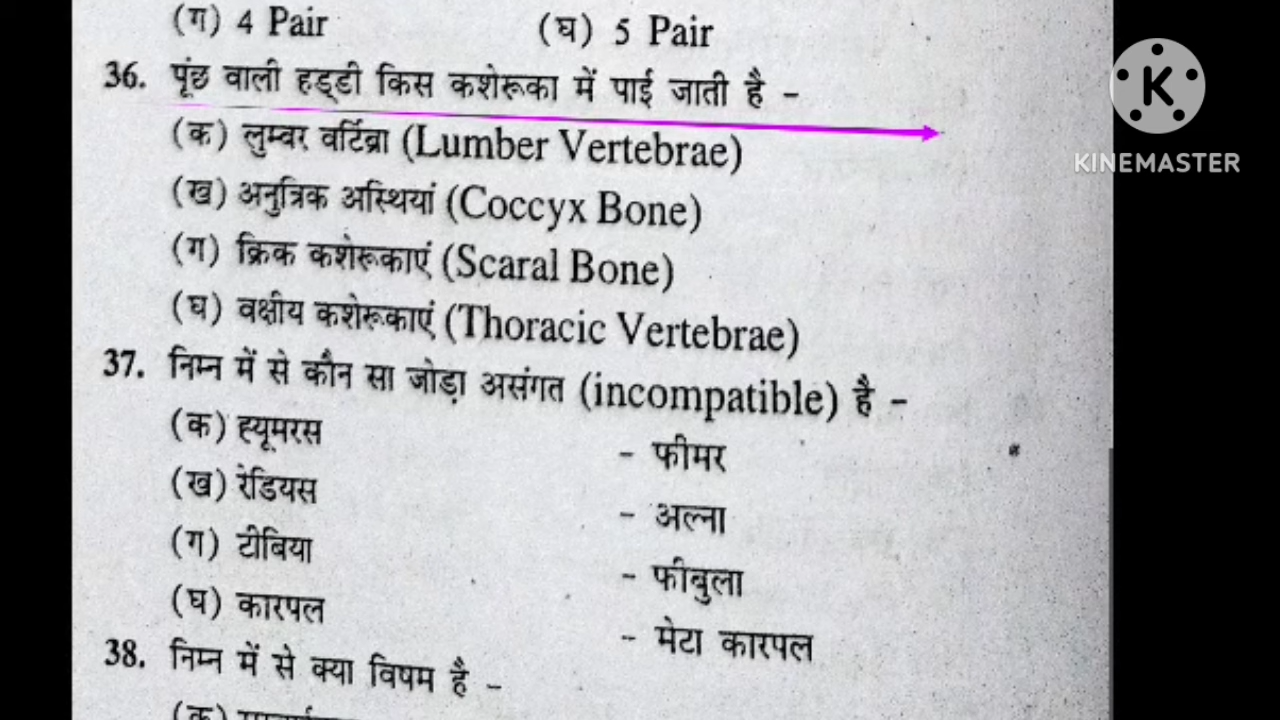 (ग) 4 Pair (घ) 5 Pair
36. पूंछ वाली हड्डी किस कशेरूका में पाई जाती है -
(क) लुम्वर वर्टिब्रा (Lumber Vertebrae)
(ख) अनुत्रिक अस्थियां (Coccyx Bone)
(ग) क्रिक कशेरूकाएं (Scaral Bone)
(घ) वक्षीय कशेरूकाएं (Thoracic Vertebrae)
37. निम्न में से कौन सा जोड़ा असंगत (incompatible) है -
(क) ह्यूमरस - फीमर
(ख) रेडियस - अल्ना
(ग) टीबिया - फीबुला
(घ) कारपल - मेटा कारपल
38. निम्न में से क्या विषम है -
(क)
K
KINEMASTER